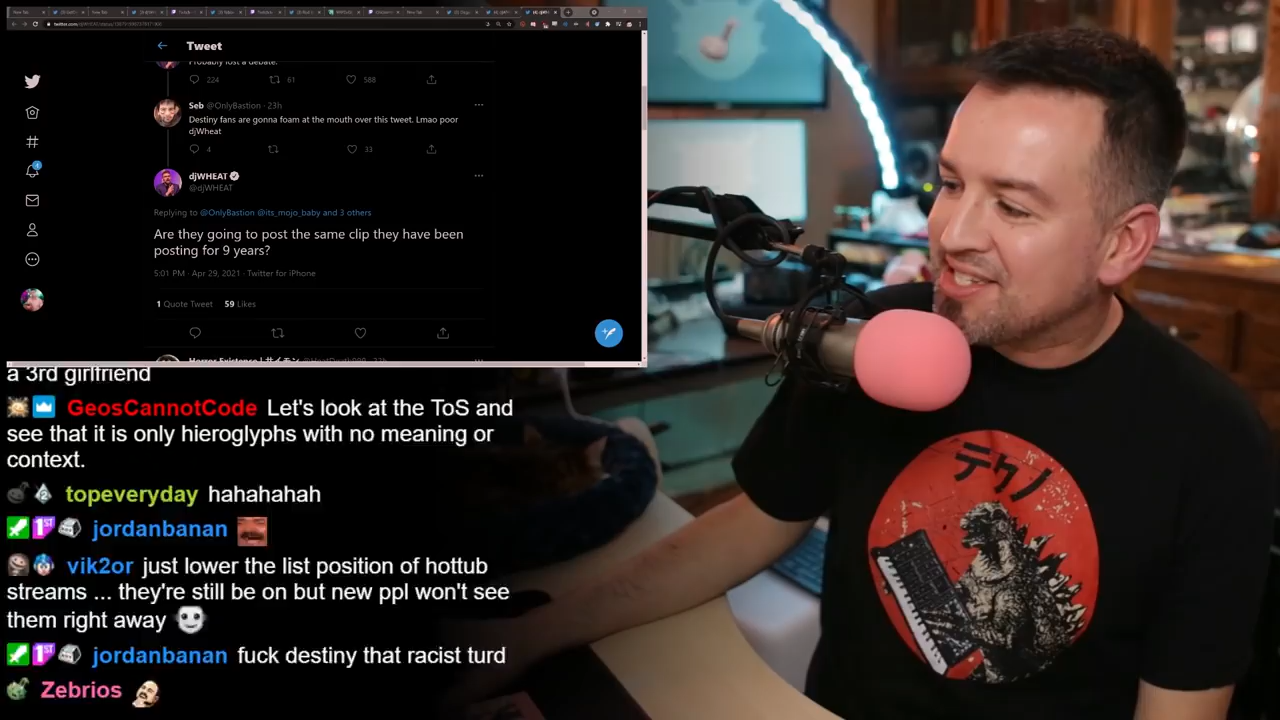 Tweet
Probably lost a debate.
224 61 588
Seb @OnlyBastion · 23h
Destiny fans are gonna foam at the mouth over this tweet. Lmao poor
djWheat
4 33
djWHEAT
@djWHEAT
Replying to @OnlyBastion @its_mojo_baby and 3 others
Are they going to post the same clip they have been
posting for 9 years?
5:01 PM · Apr 29, 2021 · Twitter for iPhone
1 Quote Tweet 59 Likes
a 3rd girlfriend
GeosCannotCode Let's look at the ToS and
see that it is only hieroglyphs with no meaning or
context.
topeveryday hahahahah
jordanbanan
vik2or just lower the list position of hottub
streams ... they're still be on but new ppl won't see
them right away
jordanbanan fuck destiny that racist turd
Zebrios
テクノ